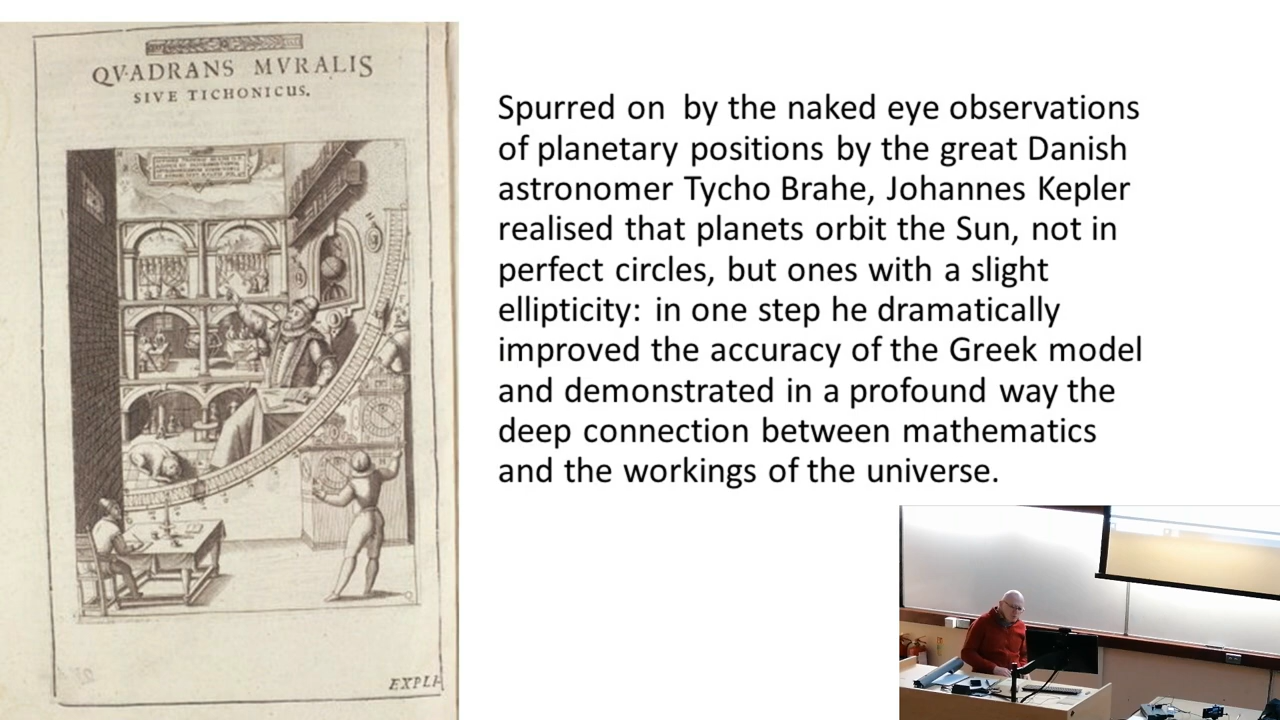 QVADRANS MVRALIS
SIVE TICHONICUS.
EXPLI
Spurred on by the naked eye observations
of planetary positions by the great Danish
astronomer Tycho Brahe, Johannes Kepler
realised that planets orbit the Sun, not in
perfect circles, but ones with a slight
ellipticity: in one step he dramatically
improved the accuracy of the Greek model
and demonstrated in a profound way the
deep connection between mathematics
and the workings of the universe.